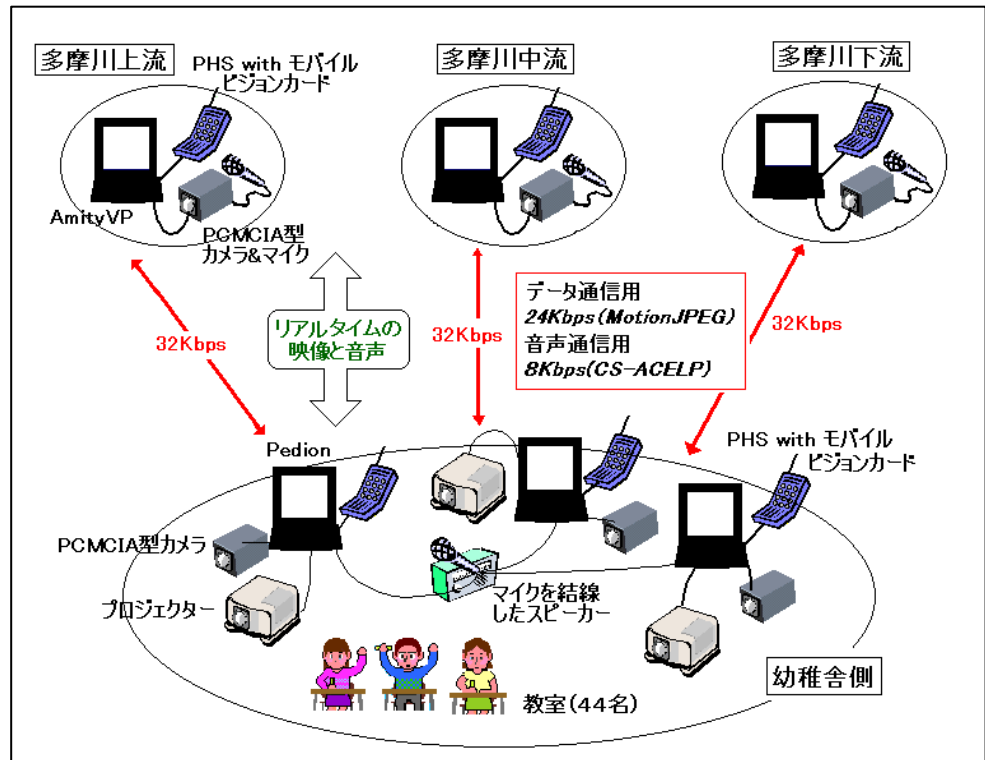 多摩川上流
PHS with モバイル
ビジョンカード
多摩川中流
多摩川下流
AmityVP
PCMCIA型
カメラ&マイク
32Kbps
リアルタイムの
映像と音声
32Kbps
データ通信用
24Kbps(MotionJPEG)
音声通信用
8Kbps(CS-ACELP)
32Kbps
Pedion
PHS with モバイル
ビジョンカード
PCMCIA型カメラ
プロジェクター
マイクを結線
したスピーカー
幼稚舎側
教室(44名)